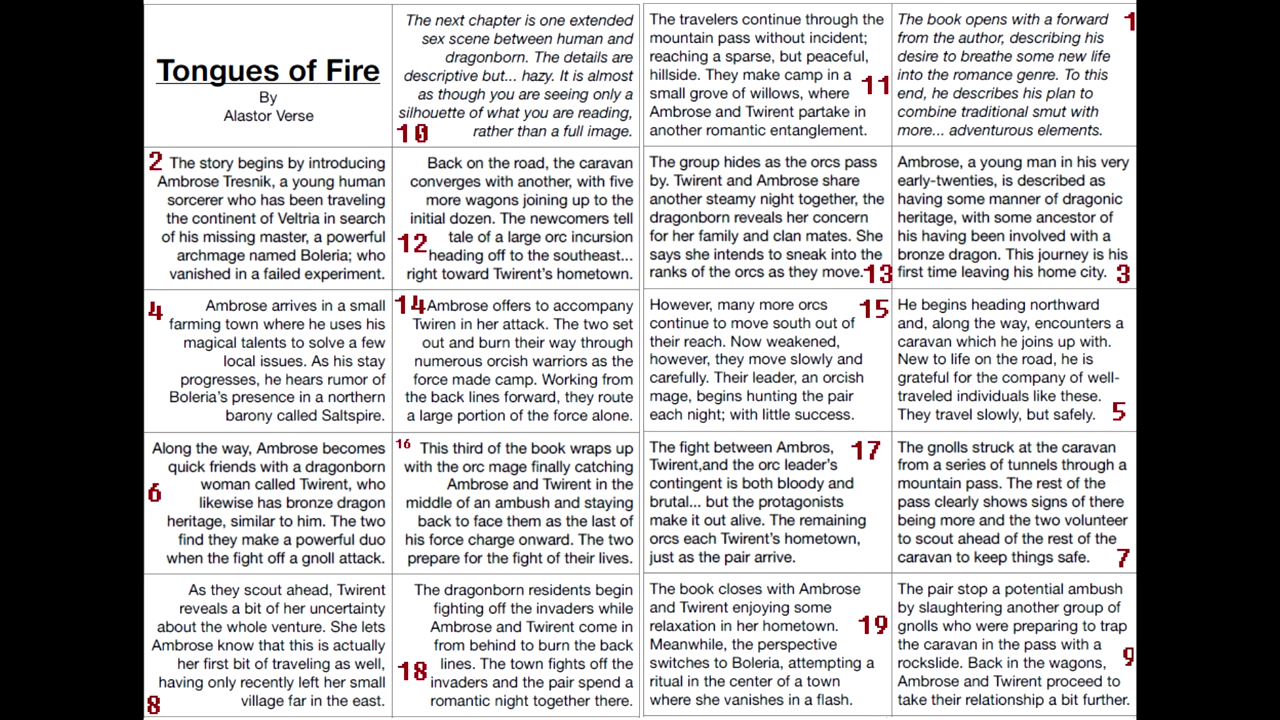 Tongues of Fire
By
Alastor Verse
1
The book opens with a forward
from the author, describing his
desire to breathe some new life
into the romance genre. To this
end, he describes his plan to
combine traditional smut with
more... adventurous elements.
2
The story begins by introducing
Ambrose Tresnik, a young human
sorcerer who has been traveling
the continent of Veltria in search
of his missing master, a powerful
archmage named Boleria; who
vanished in a failed experiment.
3
Ambrose, a young man in his very
early-twenties, is described as
having some manner of dragonic
heritage, with some ancestor of
his having been involved with a
bronze dragon. This journey is his
first time leaving his home city.
4
Ambrose arrives in a small
farming town where he uses his
magical talents to solve a few
local issues. As his stay
progresses, he hears rumor of
Boleria's presence in a northern
barony called Saltspire.
5
He begins heading northward
and, along the way, encounters a
caravan which he joins up with.
New to life on the road, he is
grateful for the company of well-
traveled individuals like these.
They travel slowly, but safely.
6
Along the way, Ambrose becomes
quick friends with a dragonborn
woman called Twirent, who
likewise has bronze dragon
heritage, similar to him. The two
find they make a powerful duo
when the fight off a gnoll attack.
7
The gnolls struck at the caravan
from a series of tunnels through a
mountain pass. The rest of the
pass clearly shows signs of there
being more and the two volunteer
to scout ahead of the rest of the
caravan to keep things safe.
8
As they scout ahead, Twirent
reveals a bit of her uncertainty
about the whole venture. She lets
Ambrose know that this is actually
her first bit of traveling as well,
having only recently left her small
village far in the east.
9
The pair stop a potential ambush
by slaughtering another group of
gnolls who were preparing to trap
the caravan in the pass with a
rockslide. Back in the wagons,
Ambrose and Twirent proceed to
take their relationship a bit further.
10
The next chapter is one extended
sex scene between human and
dragonborn. The details are
descriptive but... hazy. It is almost
as though you are seeing only a
silhouette of what you are reading,
rather than a full image.
11
The travelers continue through the
mountain pass without incident;
reaching a sparse, but peaceful,
hillside. They make camp in a
small grove of willows, where
Ambrose and Twirent partake in
another romantic entanglement.
12
Back on the road, the caravan
converges with another, with five
more wagons joining up to the
initial dozen. The newcomers tell
tale of a large orc incursion
heading off to the southeast...
right toward Twirent's hometown.
13
The group hides as the orcs pass
by. Twirent and Ambrose share
another steamy night together, the
dragonborn reveals her concern
for her family and clan mates. She
says she intends to sneak into the
ranks of the orcs as they move.
14
Ambrose offers to accompany
Twiren in her attack. The two set
out and burn their way through
numerous orcish warriors as the
force made camp. Working from
the back lines forward, they route
a large portion of the force alone.
15
However, many more orcs
continue to move south out of
their reach. Now weakened,
however, they move slowly and
carefully. Their leader, an orcish
mage, begins hunting the pair
each night; with little success.
16
This third of the book wraps up
with the orc mage finally catching
Ambrose and Twirent in the
middle of an ambush and staying
back to face them as the last of
his force charge onward. The two
prepare for the fight of their lives.
17
The fight between Ambros,
Twirent,and the orc leader's
contingent is both bloody and
brutal... but the protagonists
make it out alive. The remaining
orcs each Twirent's hometown,
just as the pair arrive.
18
The dragonborn residents begin
fighting off the invaders while
Ambrose and Twirent come in
from behind to burn the back
lines. The town fights off the
invaders and the pair spend a
romantic night together there.
19
The book closes with Ambrose
and Twirent enjoying some
relaxation in her hometown.
Meanwhile, the perspective
switches to Boleria, attempting a
ritual in the center of a town
where she vanishes in a flash.